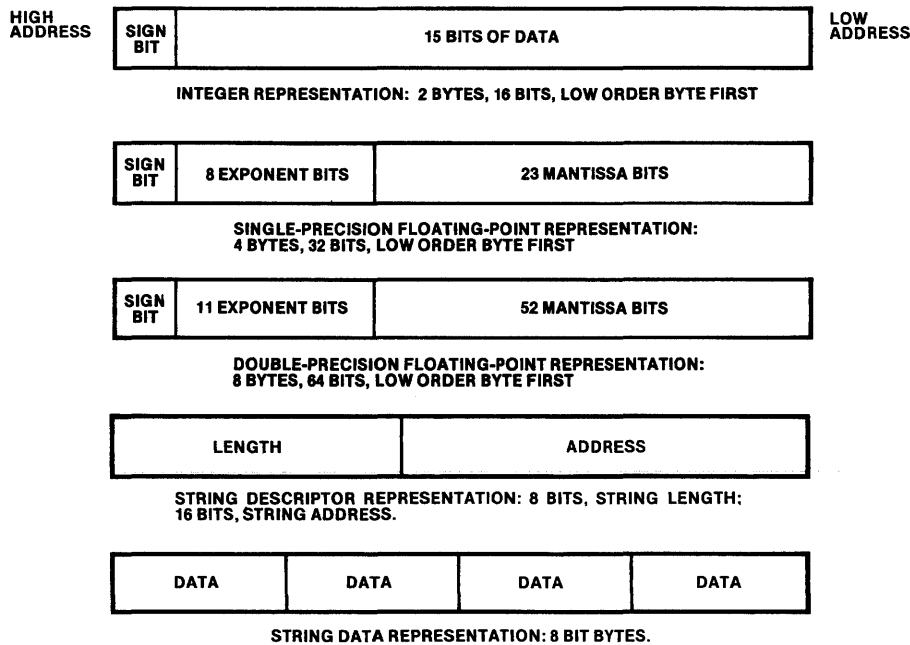 HIGH
ADDRESS
SIGN
BIT
15 BITS OF DATA
LOW
ADDRESS
INTEGER REPRESENTATION: 2 BYTES, 16 BITS, LOW ORDER BYTE FIRST
SIGN
BIT
8 EXPONENT BITS
23 MANTISSA BITS
SINGLE-PRECISION FLOATING-POINT REPRESENTATION:
4 BYTES, 32 BITS, LOW ORDER BYTE FIRST
SIGN
BIT
11 EXPONENT BITS
52 MANTISSA BITS
DOUBLE-PRECISION FLOATING-POINT REPRESENTATION:
8 BYTES, 64 BITS, LOW ORDER BYTE FIRST
LENGTH
ADDRESS
STRING DESCRIPTOR REPRESENTATION: 8 BITS, STRING LENGTH;
16 BITS, STRING ADDRESS.
DATA
DATA
DATA
DATA
STRING DATA REPRESENTATION: 8 BIT BYTES.